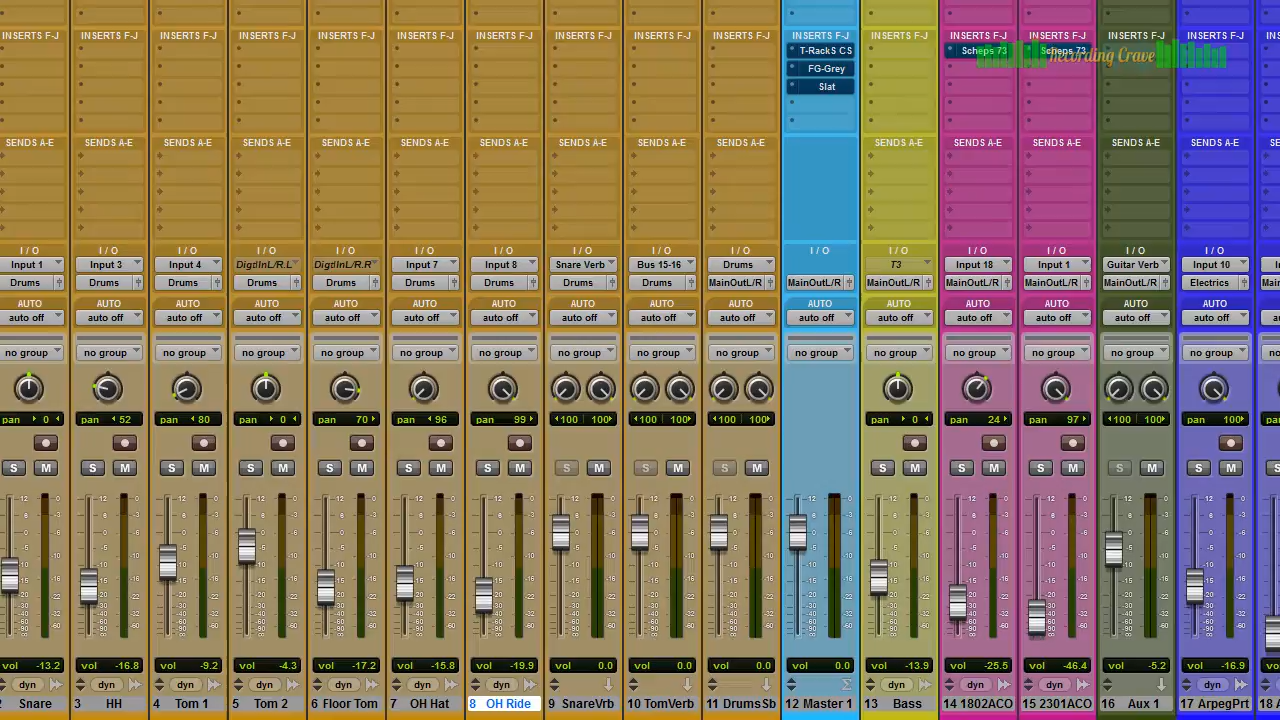 INSERTS F-J INSERTS F-J INSERTS F-J INSERTS F-J INSERTS F-J INSERTS F-J INSERTS F-J INSERTS F-J INSERTS F-J INSERTS F-J INSERTS F-J INSERTS F-J INSERTS F-J INSERTS F-J INSERTS F-J INSERTS F-J
T-RackS CS Scheps 73 Scheps 73 Recording Crave
FG-Grey
Slat
SENDS A-E SENDS A-E SENDS A-E SENDS A-E SENDS A-E SENDS A-E SENDS A-E SENDS A-E SENDS A-E SENDS A-E SENDS A-E SENDS A-E SENDS A-E SENDS A-E SENDS A-E
I / O I / O I / O I / O I / O I / O I / O I / O I / O I / O I / O I / O I / O I / O I / O I / O
Input 1 Input 3 Input 4 DigtlInL/R.L DigtlInL/R.R Input 7 Input 8 Snare Verb Bus 15-16 Drums T3 Input 18 Input 1 Guitar Verb Input 10
Drums Drums Drums Drums Drums Drums Drums Drums Drums MainOutL/R MainOutL/R MainOutL/R MainOutL/R MainOutL/R MainOutL/R Electrics
AUTO AUTO AUTO AUTO AUTO AUTO AUTO AUTO AUTO AUTO AUTO AUTO AUTO AUTO AUTO AUTO
auto off auto off auto off auto off auto off auto off auto off auto off auto off auto off auto off auto off auto off auto off auto off auto off
no group no group no group no group no group no group no group no group no group no group no group no group no group no group no group no group
pan 0 pan 52 pan 80 pan 0 pan 70 pan 96 pan 99 100 100 100 100 100 100 pan 0 pan 24 pan 97 100 100 pan 100
S M S M S M S M S M S M S M S M S M S M S M S M S M S M S M
vol -13.2 vol -16.8 vol -9.2 vol -4.3 vol -17.2 vol -15.8 vol -19.9 vol 0.0 vol 0.0 vol 0.0 vol 0.0 vol -13.9 vol -25.5 vol -46.4 vol -5.2 vol -16.9
dyn dyn dyn dyn dyn dyn dyn dyn dyn dyn dyn
Snare 3 HH 4 Tom 1 5 Tom 2 6 Floor Tom 7 OH Hat 8 OH Ride 9 SnareVrb 10 TomVerb 11 DrumsSb 12 Master 1 13 Bass 14 1802ACO 15 2301ACO 16 Aux 1 17 ArpegPrt 18